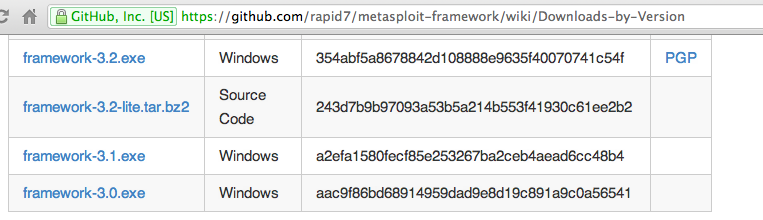 GitHub, Inc. [US] https://github.com/rapid7/metasploit-framework/wiki/Downloads-by-Version
framework-3.2.exe Windows 354abf5a8678842d108888e9635f40070741c54f PGP
framework-3.2-lite.tar.bz2 Source Code 243d7b9b97093a53b5a214b553f41930c61ee2b2
framework-3.1.exe Windows a2efa1580fecf85e253267ba2ceb4aead6cc48b4
framework-3.0.exe Windows aac9f86bd68914959dad9e8d19c891a9c0a56541